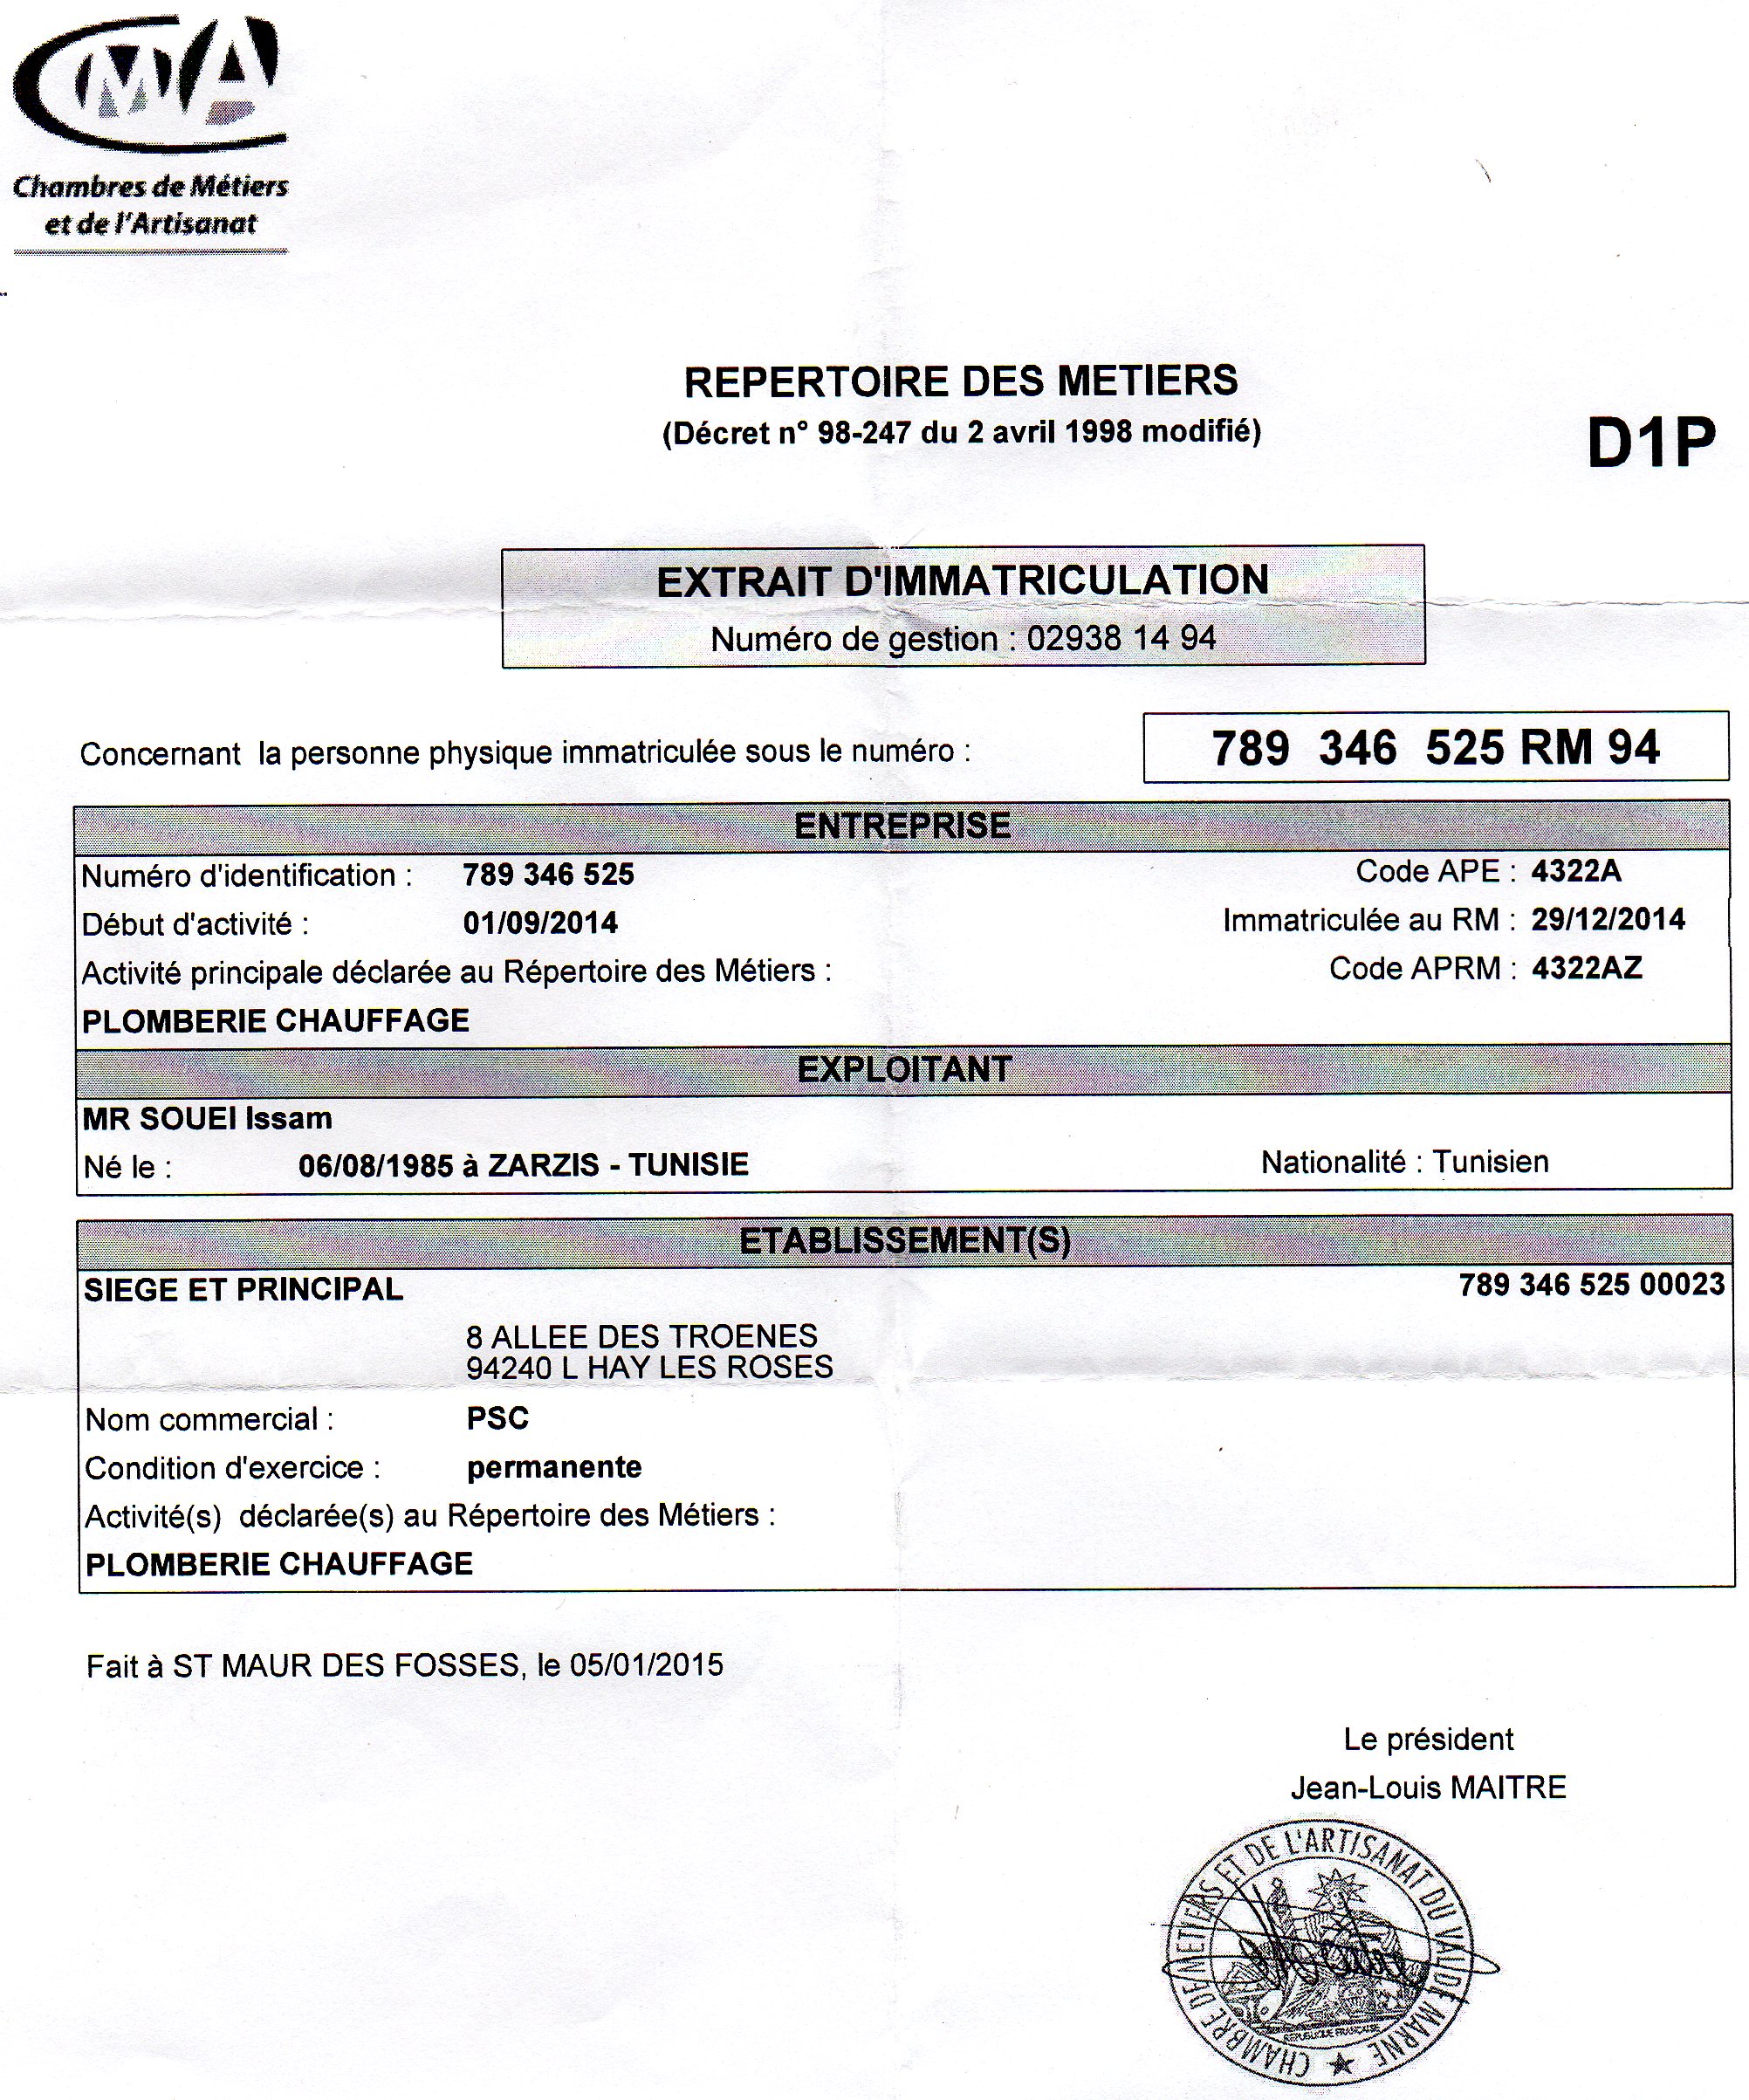 CMA
Chambres de Métiers
et de l'Artisanat
REPERTOIRE DES METIERS
(Décret n° 98-247 du 2 avril 1998 modifié)
D1P
EXTRAIT D'IMMATRICULATION
Numéro de gestion : 02938 14 94
Concernant la personne physique immatriculée sous le numéro : 789 346 525 RM 94
ENTREPRISE
Numéro d'identification : 789 346 525 Code APE : 4322A
Début d'activité : 01/09/2014 Immatriculée au RM : 29/12/2014
Activité principale déclarée au Répertoire des Métiers : Code APRM : 4322AZ
PLOMBERIE CHAUFFAGE
EXPLOITANT
MR SOUEI Issam
Né le : 06/08/1985 à ZARZIS - TUNISIE Nationalité : Tunisien
ETABLISSEMENT(S)
SIEGE ET PRINCIPAL 789 346 525 00023
8 ALLEE DES TROENES
94240 L HAY LES ROSES
Nom commercial : PSC
Condition d'exercice : permanente
Activité(s) déclarée(s) au Répertoire des Métiers :
PLOMBERIE CHAUFFAGE
Fait à ST MAUR DES FOSSES, le 05/01/2015
Le président
Jean-Louis MAITRE
CHAMBRE DE METIERS ET DE L'ARTISANAT DU VAL DE MARNE
REPUBLIQUE FRANCAISE